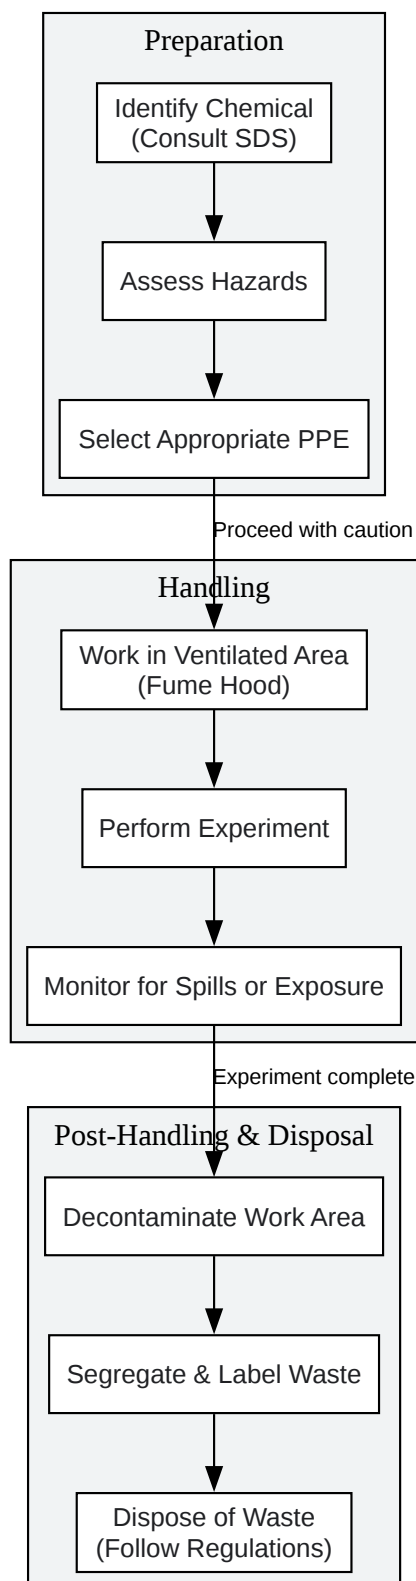 Preparation
Identify Chemical
(Consult SDS)
Assess Hazards
Select Appropriate PPE
Proceed with caution
Handling
Work in Ventilated Area
(Fume Hood)
Perform Experiment
Monitor for Spills or Exposure
Experiment complete
Post-Handling & Disposal
Decontaminate Work Area
Segregate & Label Waste
Dispose of Waste
(Follow Regulations)